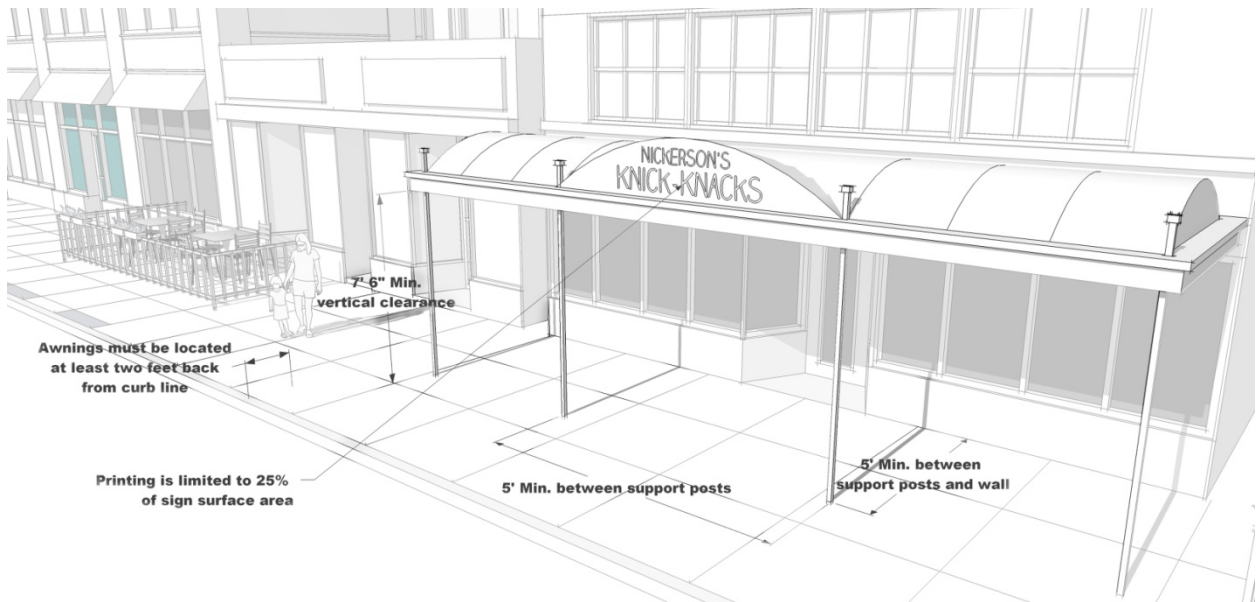 NICKERSON'S
KNICK-KNACKS
7' 6" Min.
vertical clearance
Awnings must be located
at least two feet back
from curb line
Printing is limited to 25%
of sign surface area
5' Min. between support posts
5' Min. between
support posts and wall